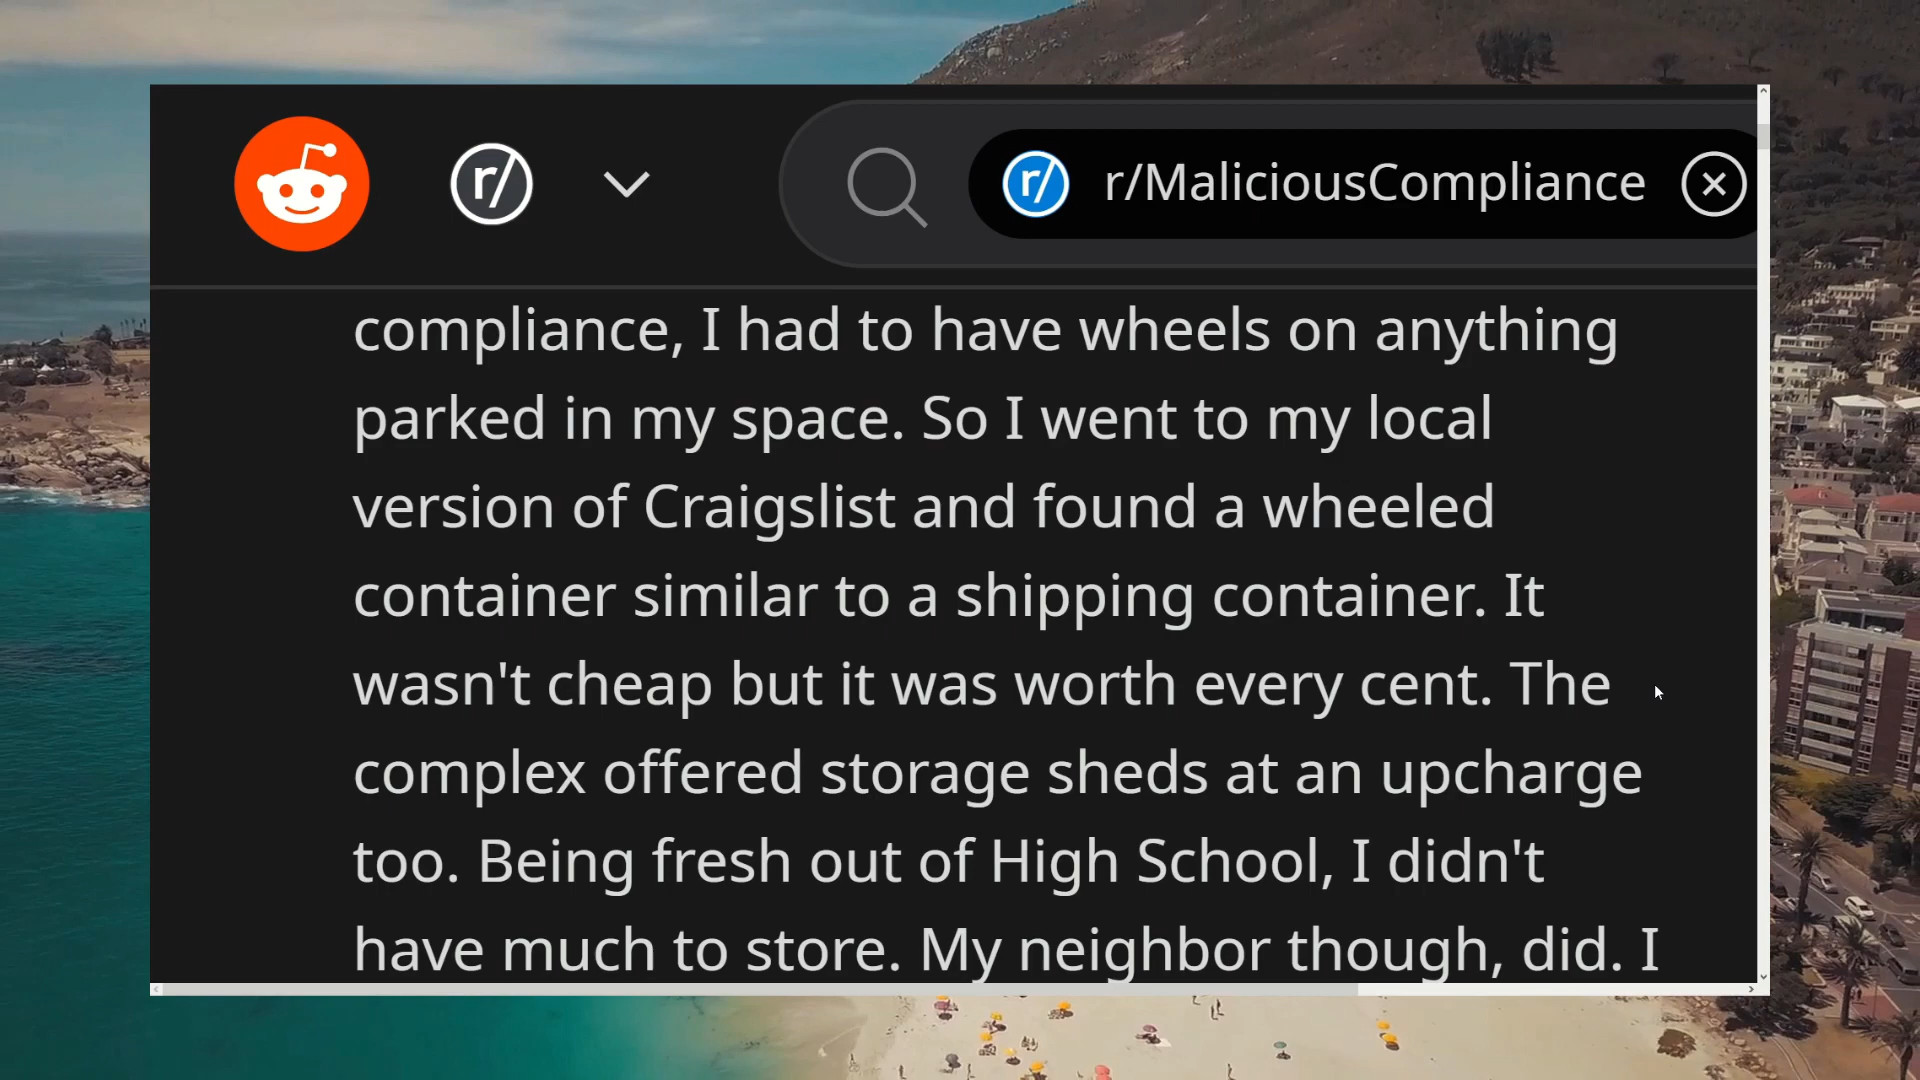 r/
r/
r/MaliciousCompliance
compliance, I had to have wheels on anything
parked in my space. So I went to my local
version of Craigslist and found a wheeled
container similar to a shipping container. It
wasn't cheap but it was worth every cent. The
complex offered storage sheds at an upcharge
too. Being fresh out of High School, I didn't
have much to store. My neighbor though, did. I